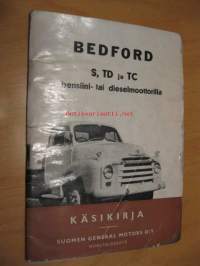 BEDFORD
S, TD ja TC
bensiini- tai dieselmoottorilla
KÄSIKIRJA
SUOMEN GENERAL MOTORS O/Y